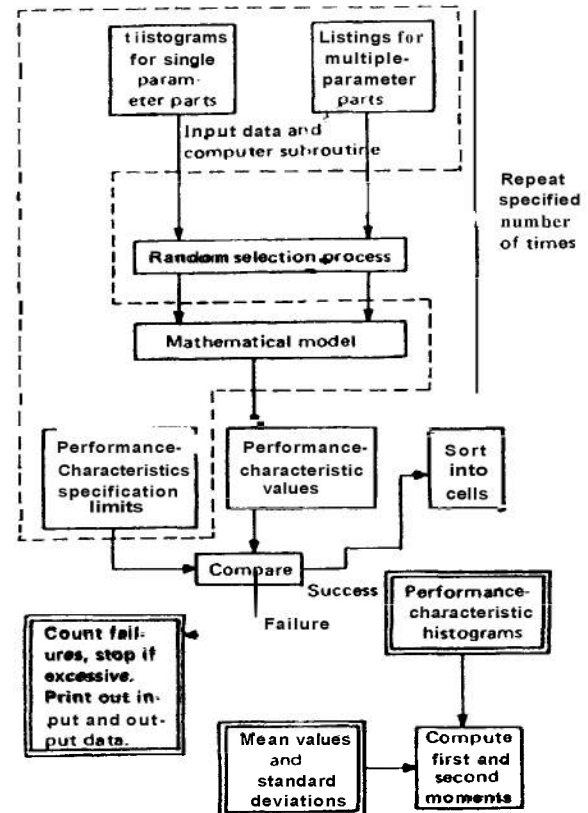 tiistograms
for single
param-
eter parts
Listings for
multiple-
parameter
parts
Input data and
computer subroutine
Repeat
specified
number
of times
Random selection process
Mathematical model
Performance-
Characteristics
specification
limits
Performance-
characteristic
values
Sort
into
cells
Compare
Success
Failure
Performance-
characteristic
histograms
Count fail-
ures, stop if
excessive.
Print out in-
put and out-
put data.
Mean values
and
standard
deviations
Compute
first and
second
moments